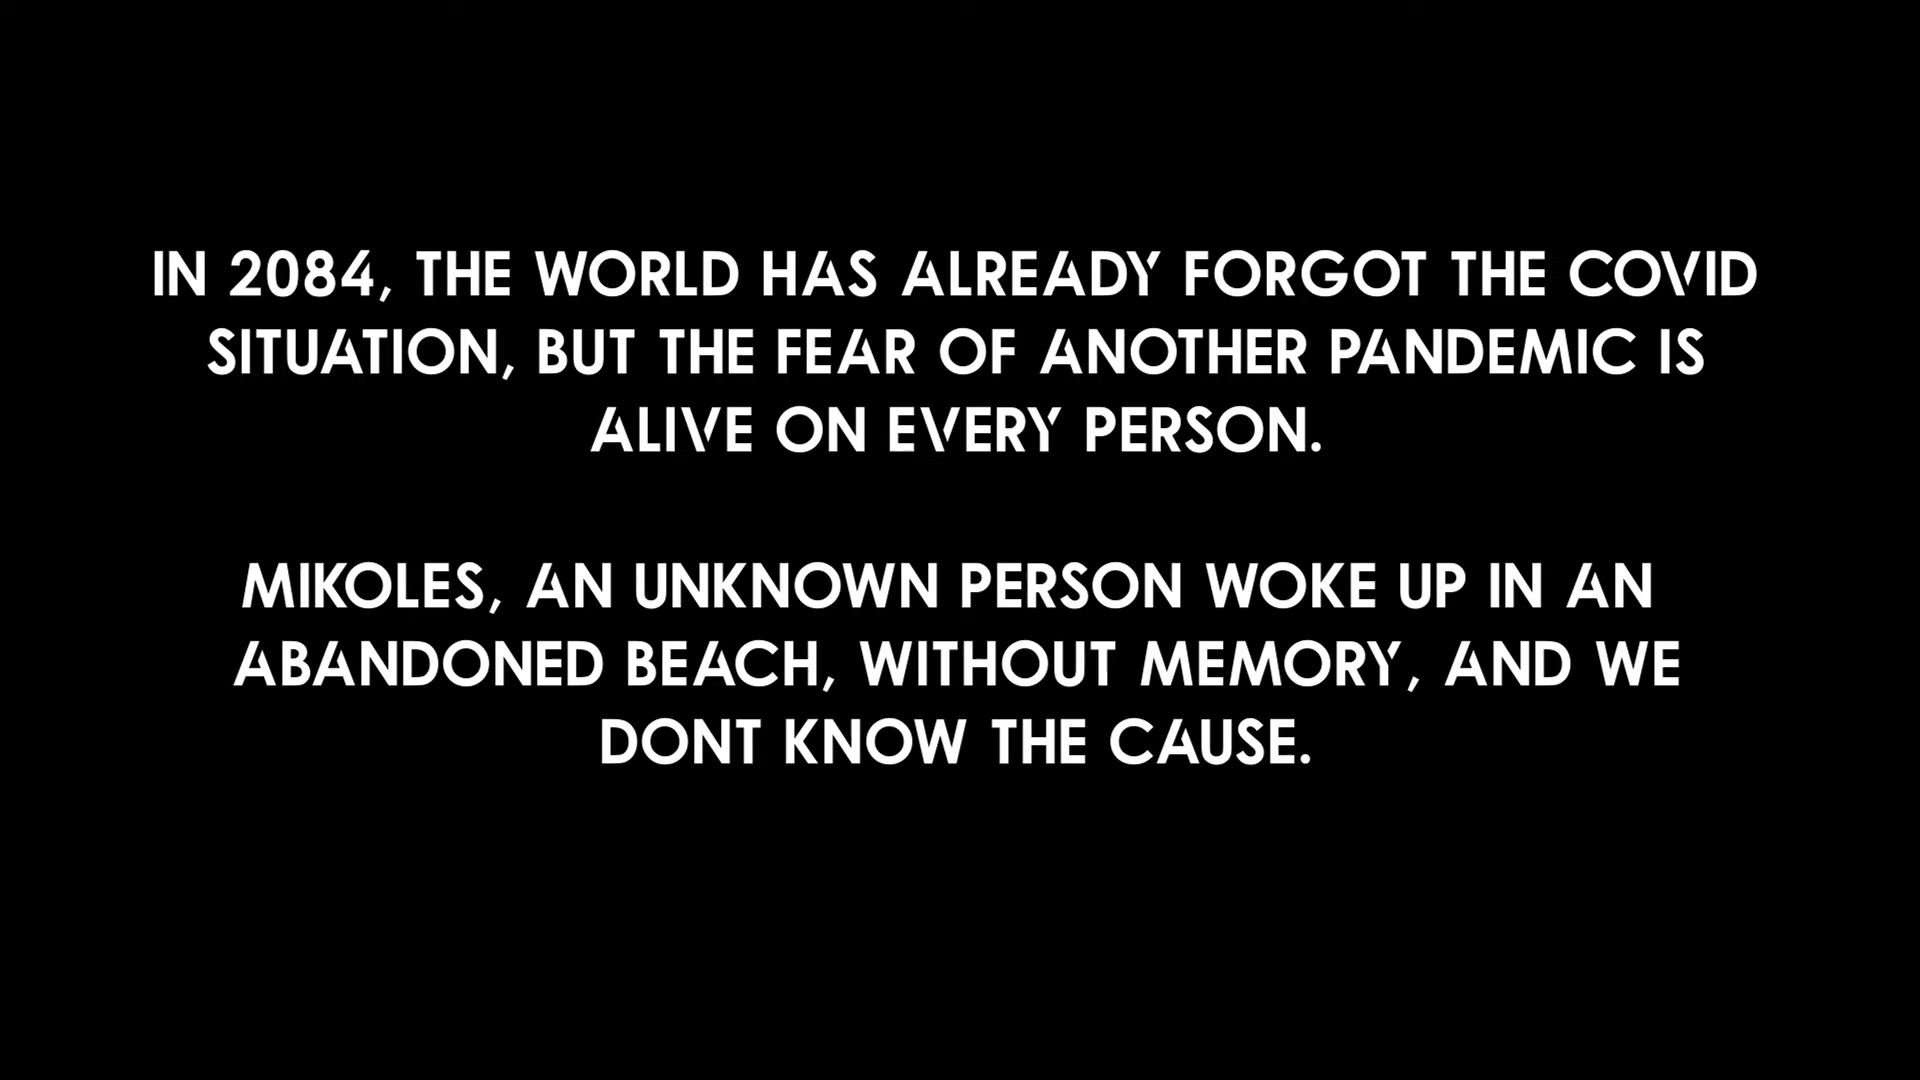 IN 2084, THE WORLD HAS ALREADY FORGOT THE COVID
SITUATION, BUT THE FEAR OF ANOTHER PANDEMIC IS
ALIVE ON EVERY PERSON.
MIKOLES, AN UNKNOWN PERSON WOKE UP IN AN
ABANDONED BEACH, WITHOUT MEMORY, AND WE
DONT KNOW THE CAUSE.